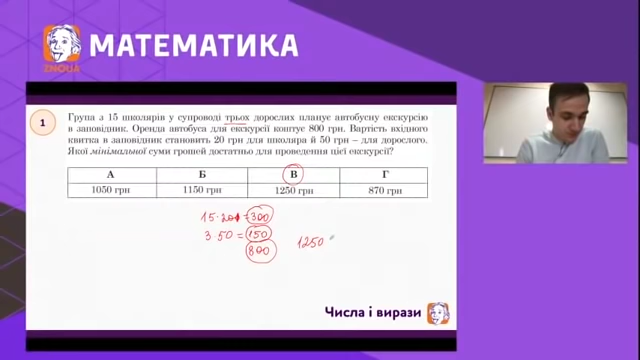 ZNOUA
МАТЕМАТИКА
1
Група з 15 школярів у супроводі трьох дорослих планує автобусну екскурсію
в заповідник. Оренда автобуса для екскурсії коштує 800 грн. Вартість вхідного
квитка в заповідник становить 20 грн для школяра й 50 грн – для дорослого.
Якої мінімальної суми грошей достатньо для проведення цієї екскурсії?
А Б В Г
1050 грн 1150 грн 1250 грн 870 грн
15·20 = 300
3·50 = 150
800
1250
Числа і вирази